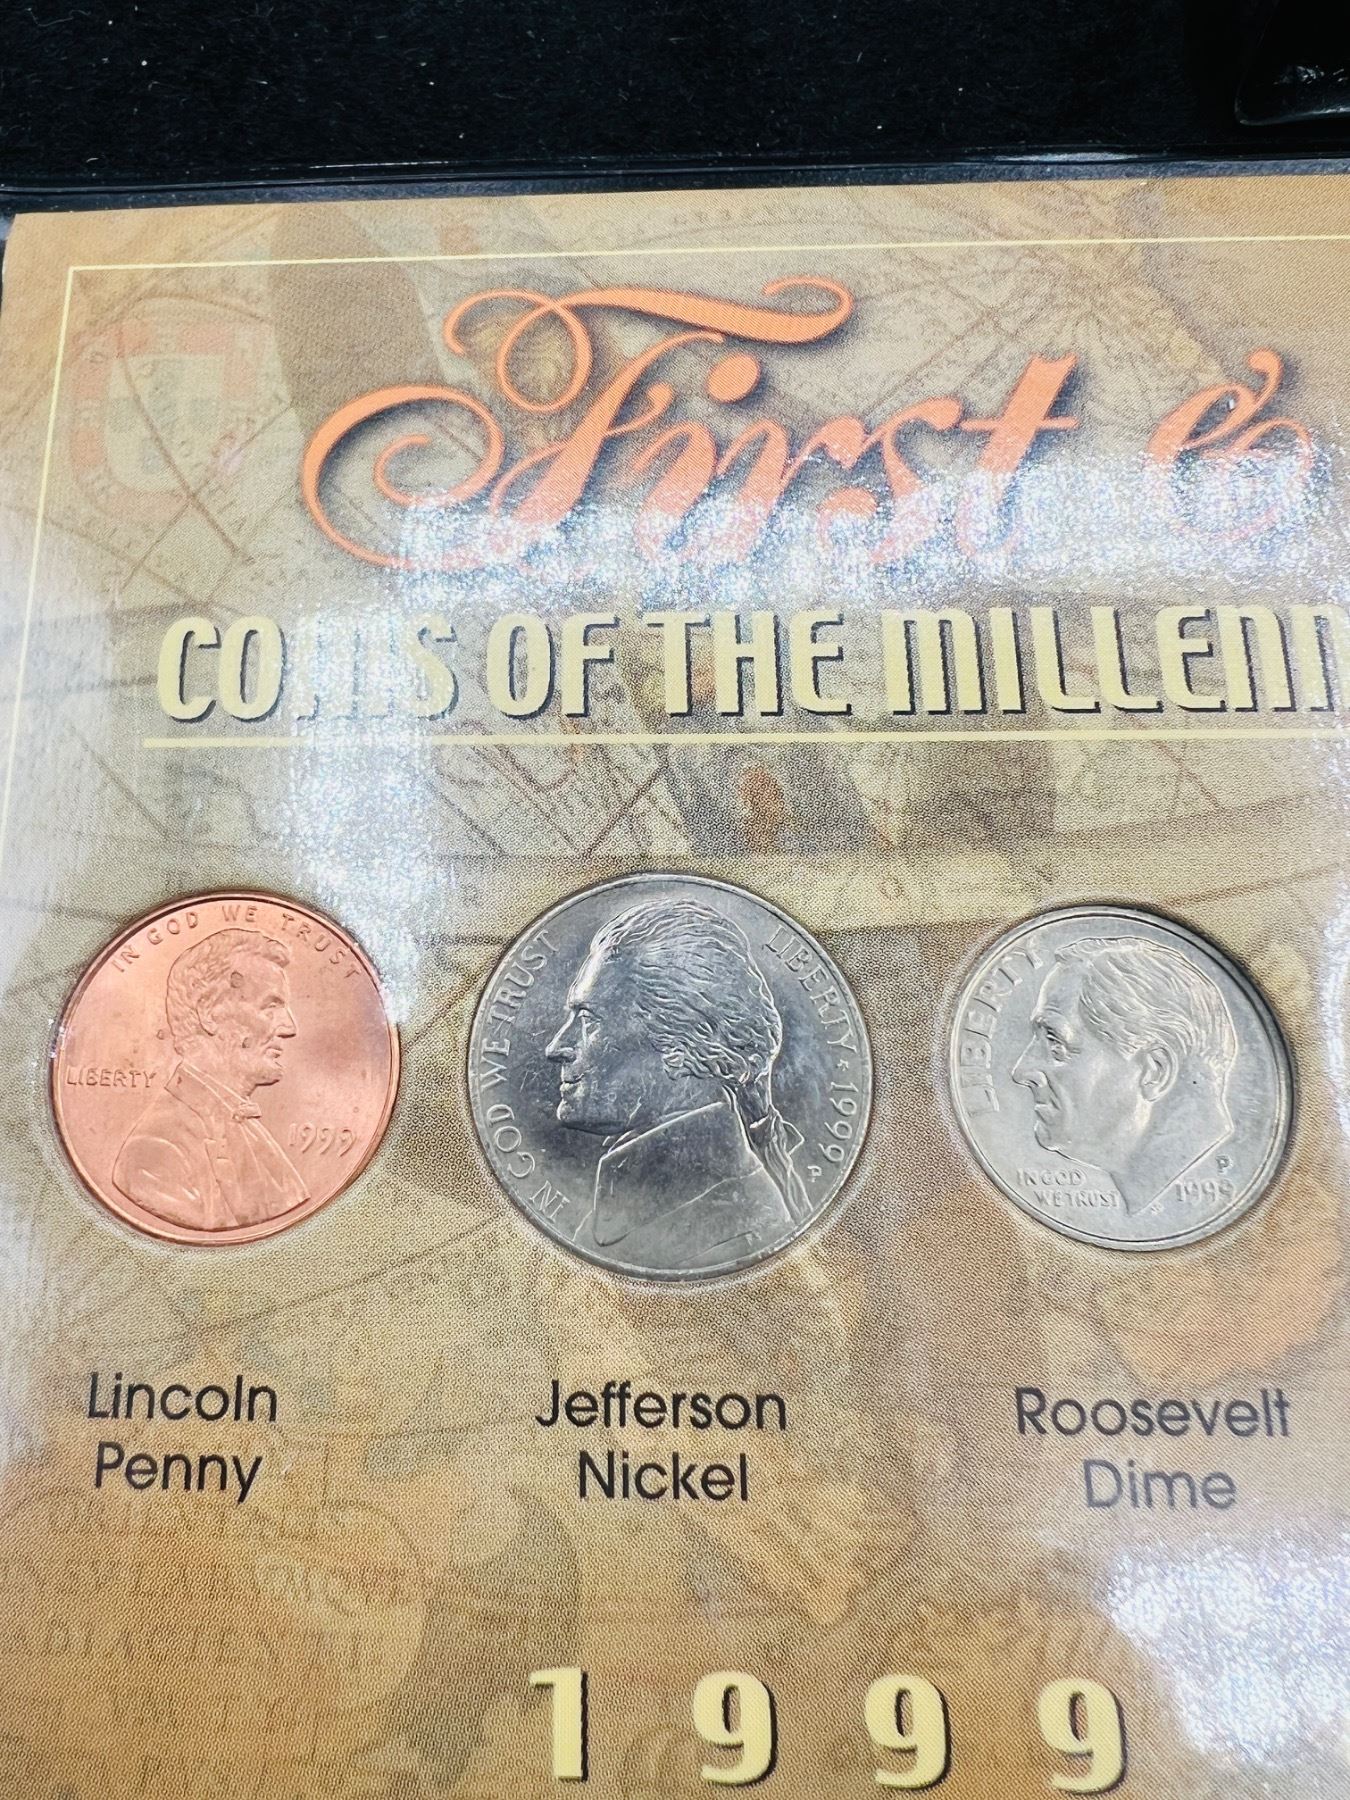 First &
COINS OF THE MILLENN
IN GOD WE TRUST
LIBERTY
1999
IN GOD WE TRUST
LIBERTY ★ 1999
P
LIBERTY
IN GOD
WE TRUST
P
1999
Lincoln
Penny
Jefferson
Nickel
Roosevelt
Dime
1999